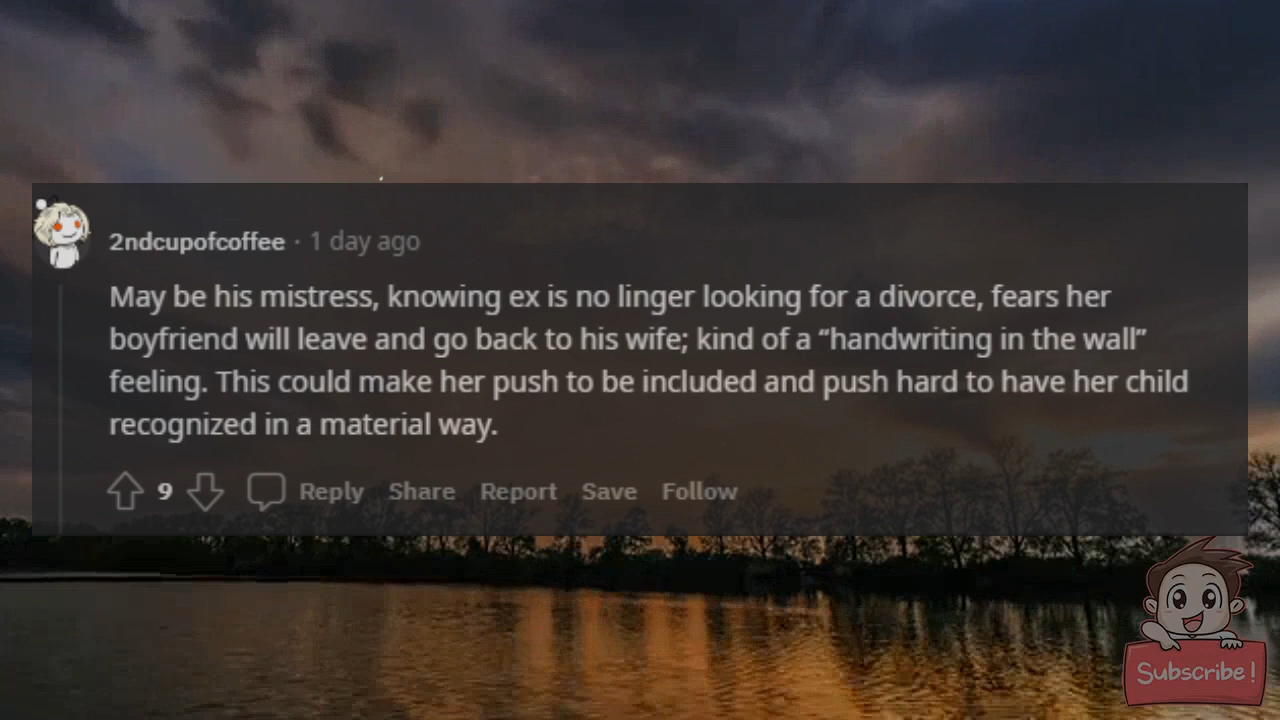 2ndcupofcoffee · 1 day ago
May be his mistress, knowing ex is no linger looking for a divorce, fears her
boyfriend will leave and go back to his wife; kind of a “handwriting in the wall”
feeling. This could make her push to be included and push hard to have her child
recognized in a material way.
9 Reply Share Report Save Follow
Subscribe!